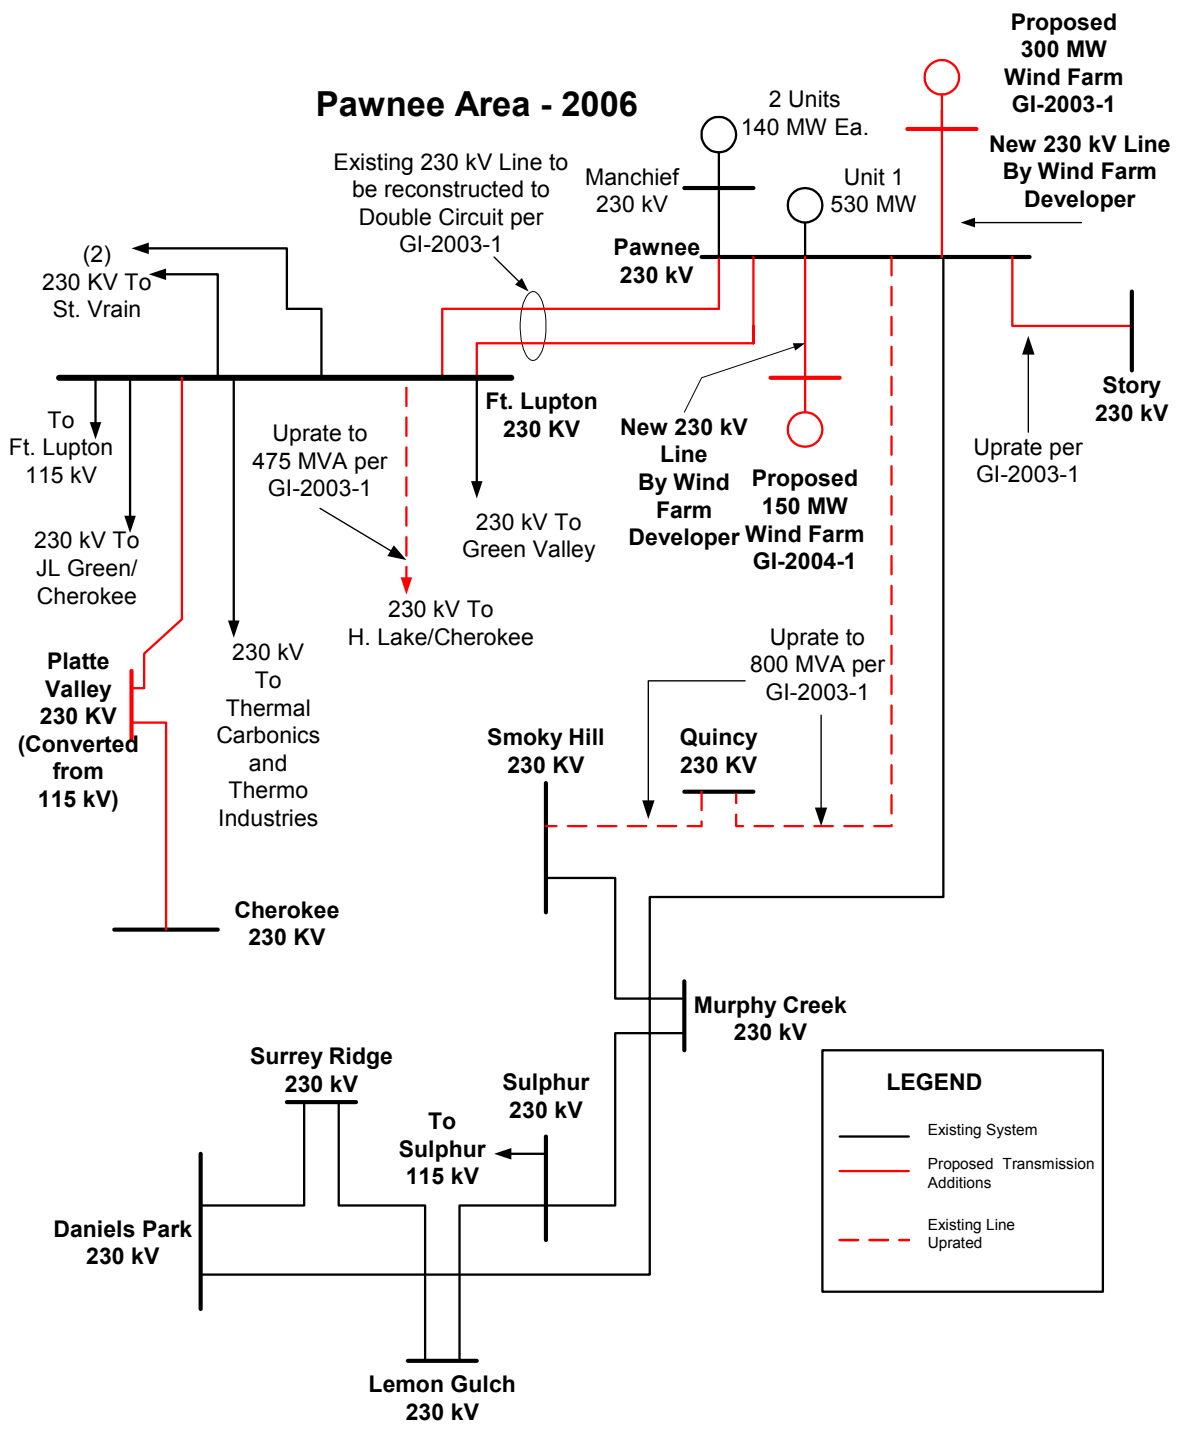 Pawnee Area - 2006
Proposed
300 MW
Wind Farm
GI-2003-1
New 230 kV Line
By Wind Farm
Developer
2 Units
140 MW Ea.
Manchief
230 kV
Unit 1
530 MW
Pawnee
230 kV
Existing 230 kV Line to
be reconstructed to
Double Circuit per
GI-2003-1
(2)
230 KV To
St. Vrain
Ft. Lupton
230 KV
To
Ft. Lupton
115 kV
Uprate to
475 MVA per
GI-2003-1
New 230 kV
Line
By Wind
Farm
Developer
Proposed
150 MW
Wind Farm
GI-2004-1
Story
230 kV
Uprate per
GI-2003-1
230 kV To
JL Green/
Cherokee
230 kV To
Green Valley
230 kV To
H. Lake/Cherokee
Platte
Valley
230 KV
(Converted
from
115 kV)
230 kV
To
Thermal
Carbonics
and
Thermo
Industries
Uprate to
800 MVA per
GI-2003-1
Smoky Hill
230 KV
Quincy
230 KV
Cherokee
230 KV
Murphy Creek
230 kV
Surrey Ridge
230 kV
Sulphur
230 kV
To
Sulphur
115 kV
Daniels Park
230 kV
Lemon Gulch
230 kV
LEGEND
Existing System
Proposed Transmission
Additions
Existing Line
Uprated